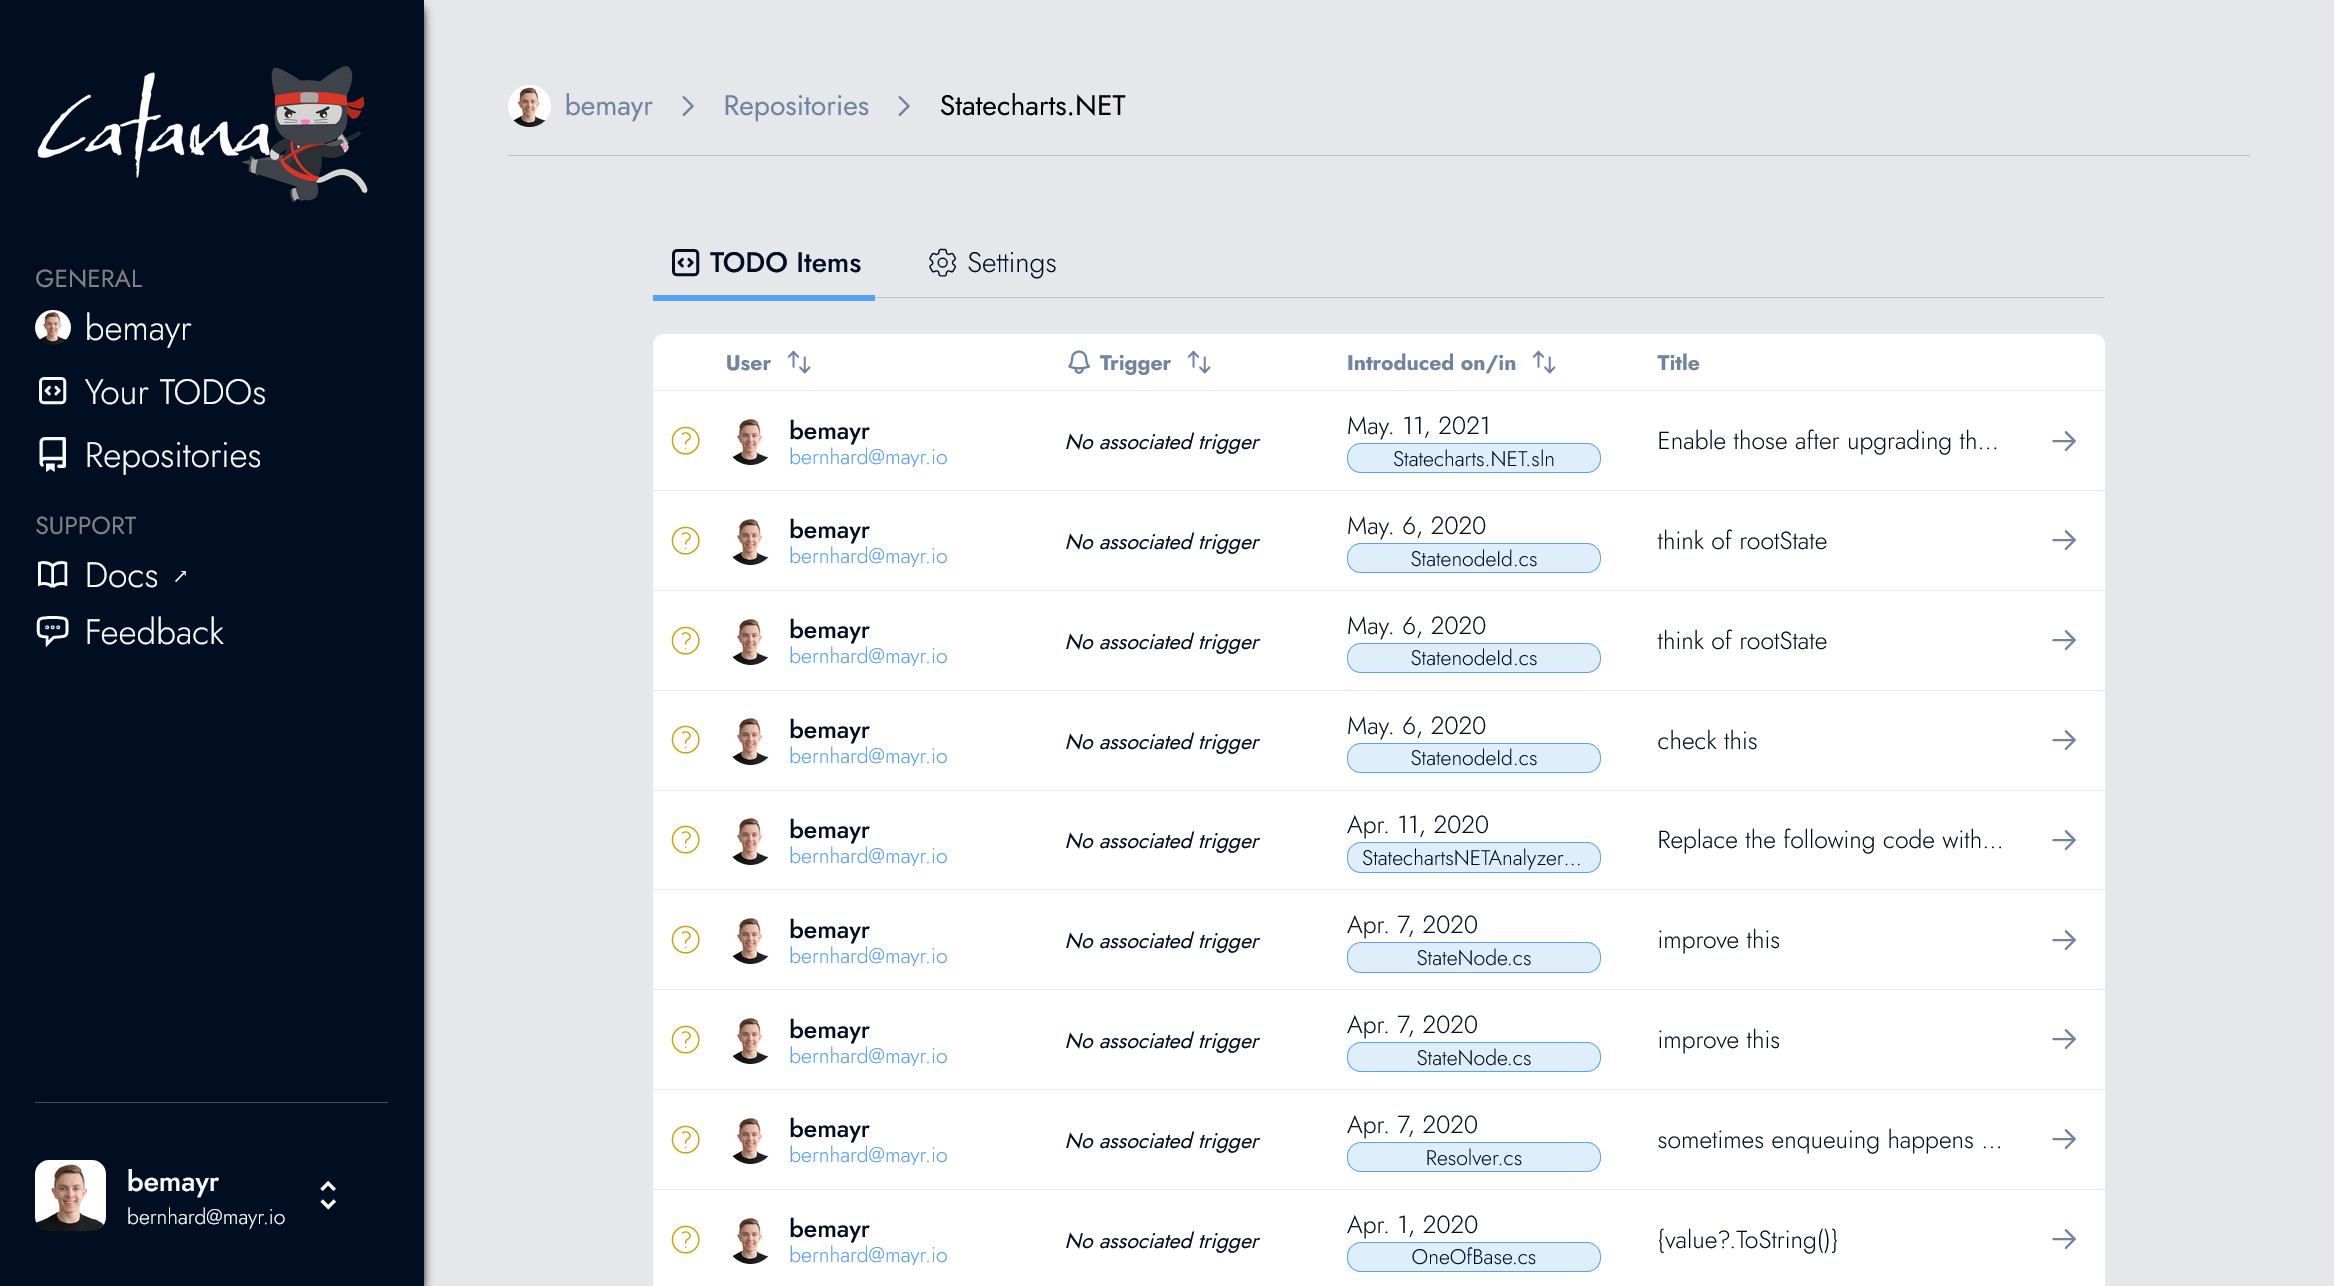 Catana
GENERAL
bemayr
Your TODOs
Repositories
SUPPORT
Docs ↗
Feedback
bemayr
bernhard@mayr.io
bemayr > Repositories > Statecharts.NET
TODO Items
Settings
User Trigger Introduced on/in Title
bemayr
bernhard@mayr.io
No associated trigger
May. 11, 2021
Statecharts.NET.sln
Enable those after upgrading th...
bemayr
bernhard@mayr.io
No associated trigger
May. 6, 2020
StatenodeId.cs
think of rootState
bemayr
bernhard@mayr.io
No associated trigger
May. 6, 2020
StatenodeId.cs
think of rootState
bemayr
bernhard@mayr.io
No associated trigger
May. 6, 2020
StatenodeId.cs
check this
bemayr
bernhard@mayr.io
No associated trigger
Apr. 11, 2020
StatechartsNETAnalyzer...
Replace the following code with...
bemayr
bernhard@mayr.io
No associated trigger
Apr. 7, 2020
StateNode.cs
improve this
bemayr
bernhard@mayr.io
No associated trigger
Apr. 7, 2020
StateNode.cs
improve this
bemayr
bernhard@mayr.io
No associated trigger
Apr. 7, 2020
Resolver.cs
sometimes enqueuing happens ...
bemayr
bernhard@mayr.io
No associated trigger
Apr. 1, 2020
OneOfBase.cs
{value?.ToString()}